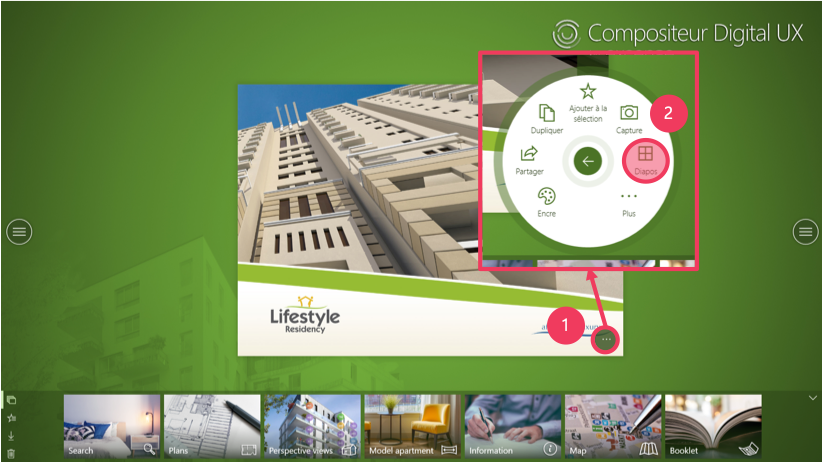 Compositeur Digital UX
Ajouter à la
sélection
Dupliquer
Capture
2
Partager
Diapos
Encre
Plus
...
Lifestyle
Residency
1
...
Search
Plans
Perspective views
Model apartment
Information
Map
Booklet